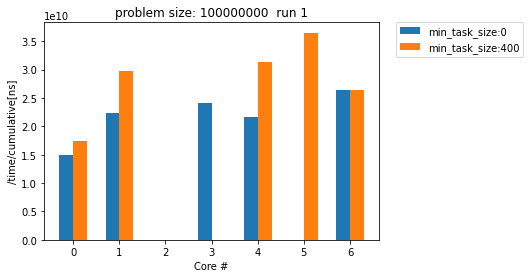 problem size: 100000000  run 1
1e10
min_task_size:0
min_task_size:400
/time/cumulative[ns]
3.5
3.0
2.5
2.0
1.5
1.0
0.5
0.0
0 1 2 3 4 5 6
Core #